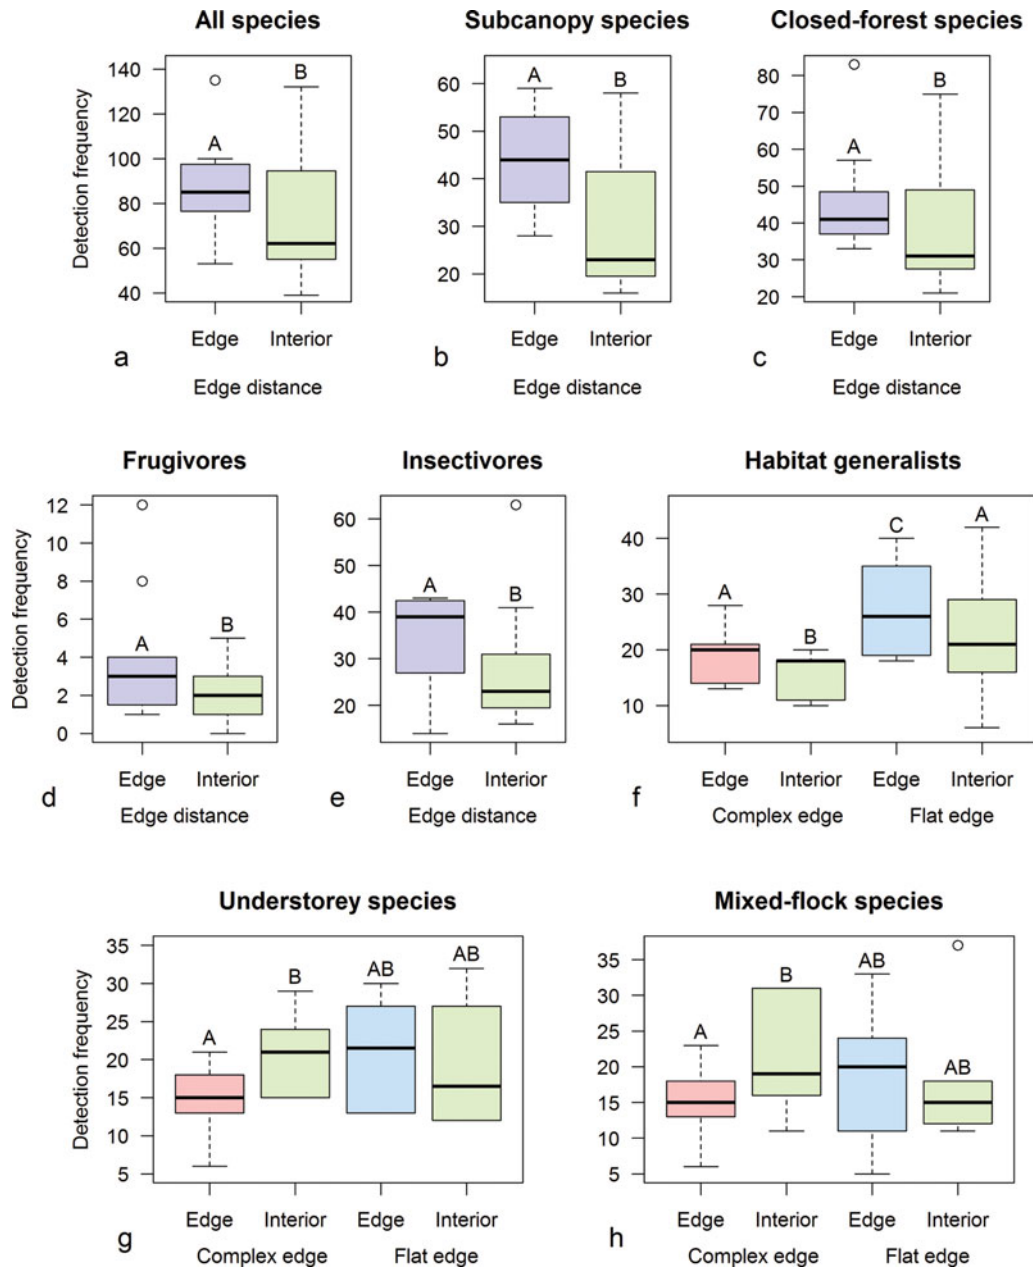 All species
Subcanopy species
Closed-forest species
Detection frequency
140
120
100
80
60
40
A
B
Edge
Interior
a
Edge distance
60
50
40
30
20
A
B
Edge
Interior
b
Edge distance
80
70
60
50
40
30
20
A
B
Edge
Interior
c
Edge distance
Frugivores
Insectivores
Habitat generalists
Detection frequency
12
10
8
6
4
2
0
A
B
Edge
Interior
d
Edge distance
60
50
40
30
20
A
B
Edge
Interior
e
Edge distance
40
30
20
10
A
B
C
A
Edge
Interior
Edge
Interior
f
Complex edge
Flat edge
Understorey species
Mixed-flock species
Detection frequency
35
30
25
20
15
10
5
A
B
AB
AB
Edge
Interior
Edge
Interior
g
Complex edge
Flat edge
35
30
25
20
15
10
5
A
B
AB
AB
Edge
Interior
Edge
Interior
h
Complex edge
Flat edge